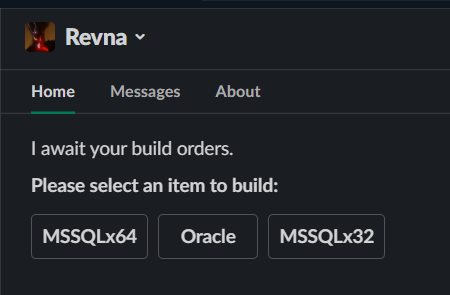 Revna
Home Messages About
I await your build orders.
Please select an item to build:
MSSQLx64 Oracle MSSQLx32